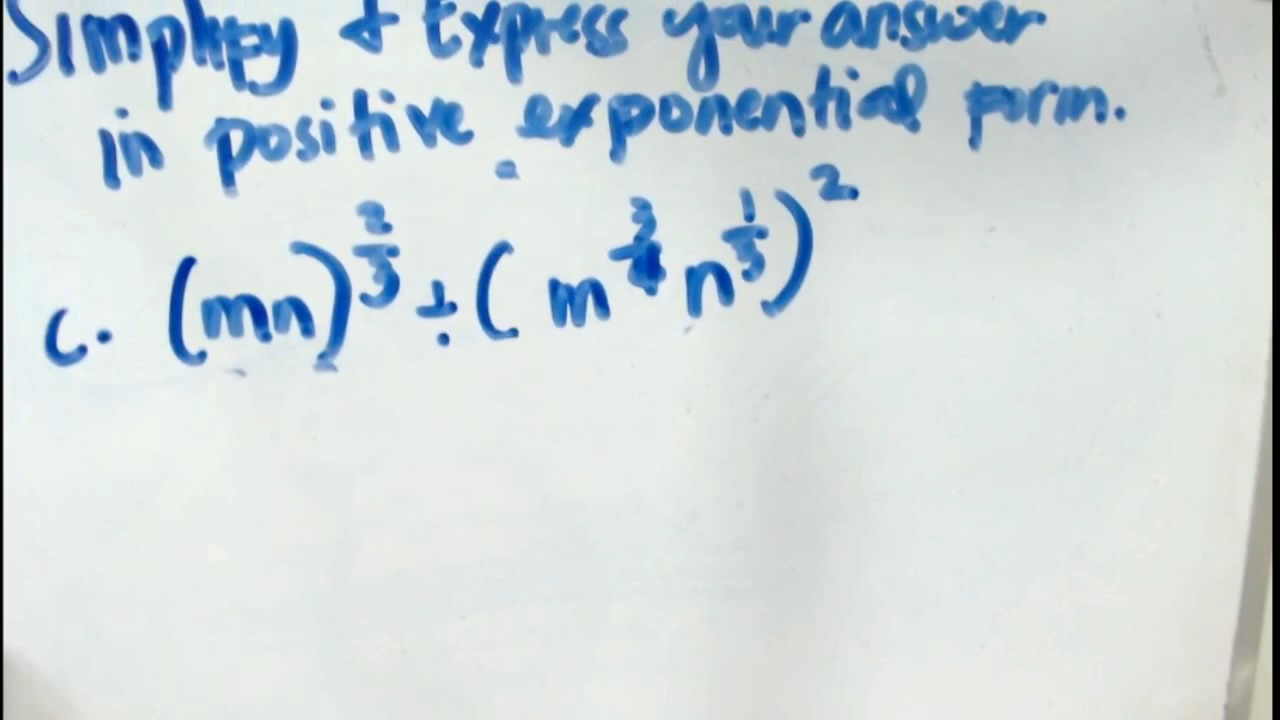 Simplify & Express your answer
in positive exponential form.
c. (mn)^(2/3) ÷ (m^(3/4) n^(1/3))^2